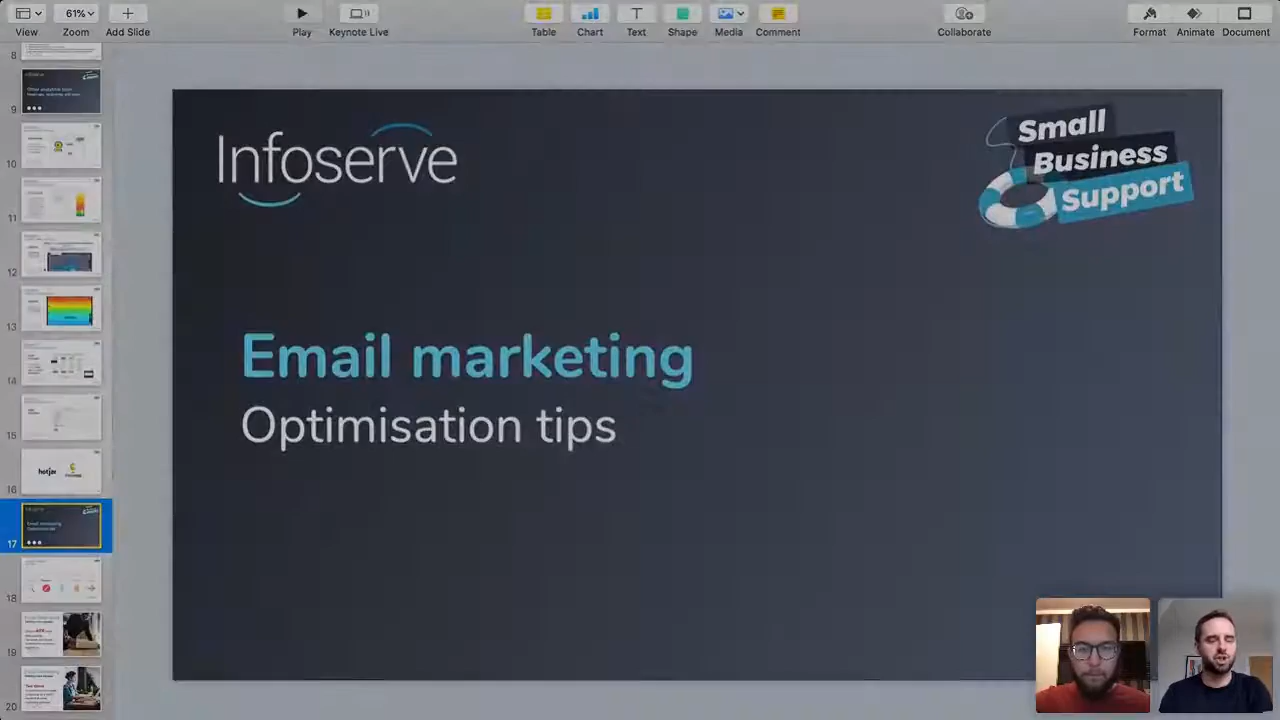 61%
View
Zoom
Add Slide
Play
Keynote Live
Table
Chart
Text
Shape
Media
Comment
Collaborate
Format
Animate
Document
8
9
10
11
12
13
14
15
16
hotjar
17
18
19
20
Infoserve
Small
Business
Support
Email marketing
Optimisation tips